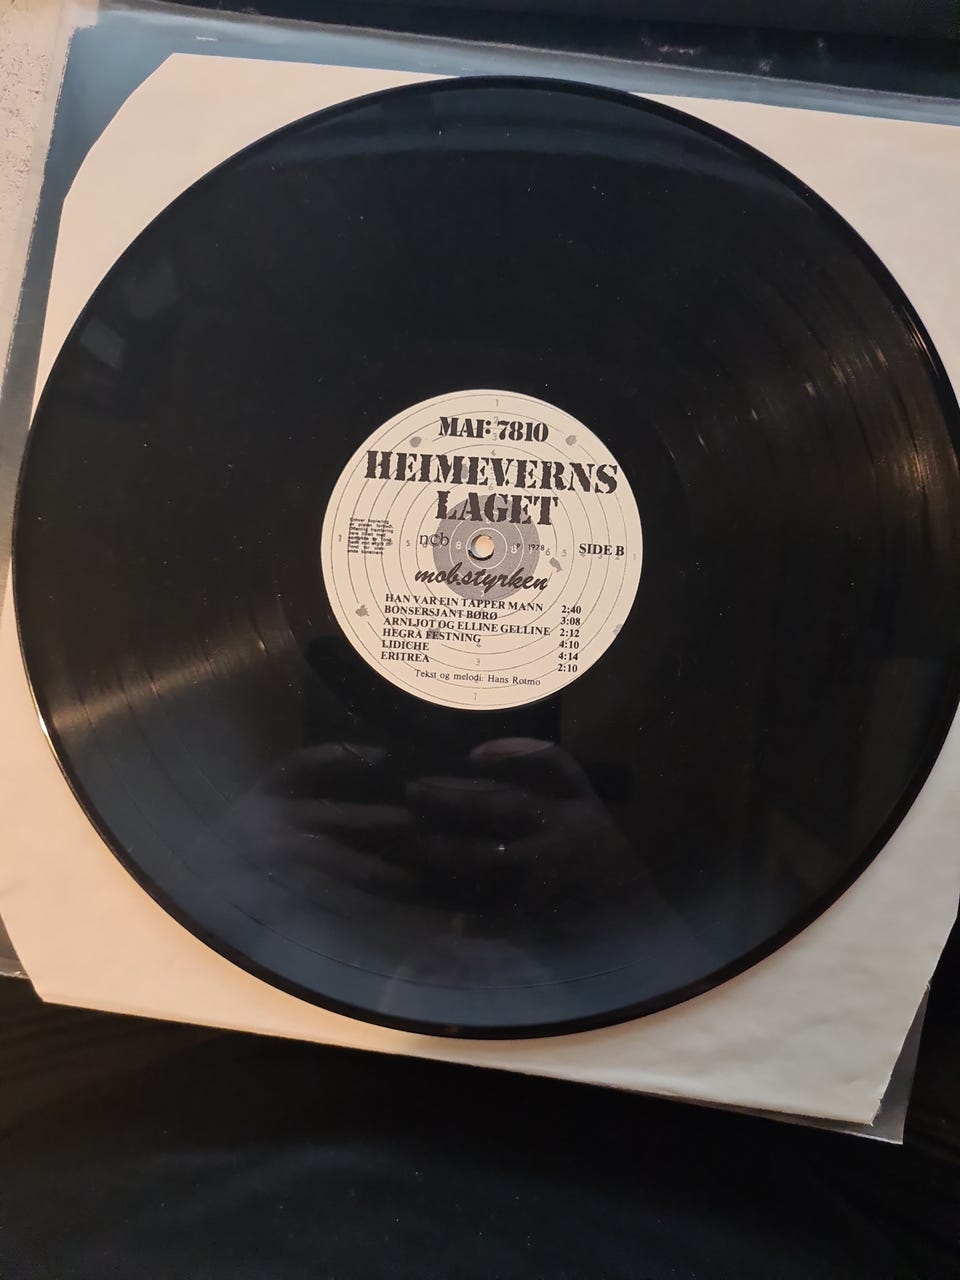 MAI: 7810
HEIMEVERNS
LAGET
ncb
P 1978
SIDE B
mob.styrken
HAN VAR EIN TAPPER MANN 2:40
BONSERSJANT BØRØ 3:08
ARNLJOT OG ELLINE GELLINE 2:12
HEGRA FESTNING 4:10
LIDICHE 4:14
ERITREA 2:10
Tekst og melodi: Hans Rotmo